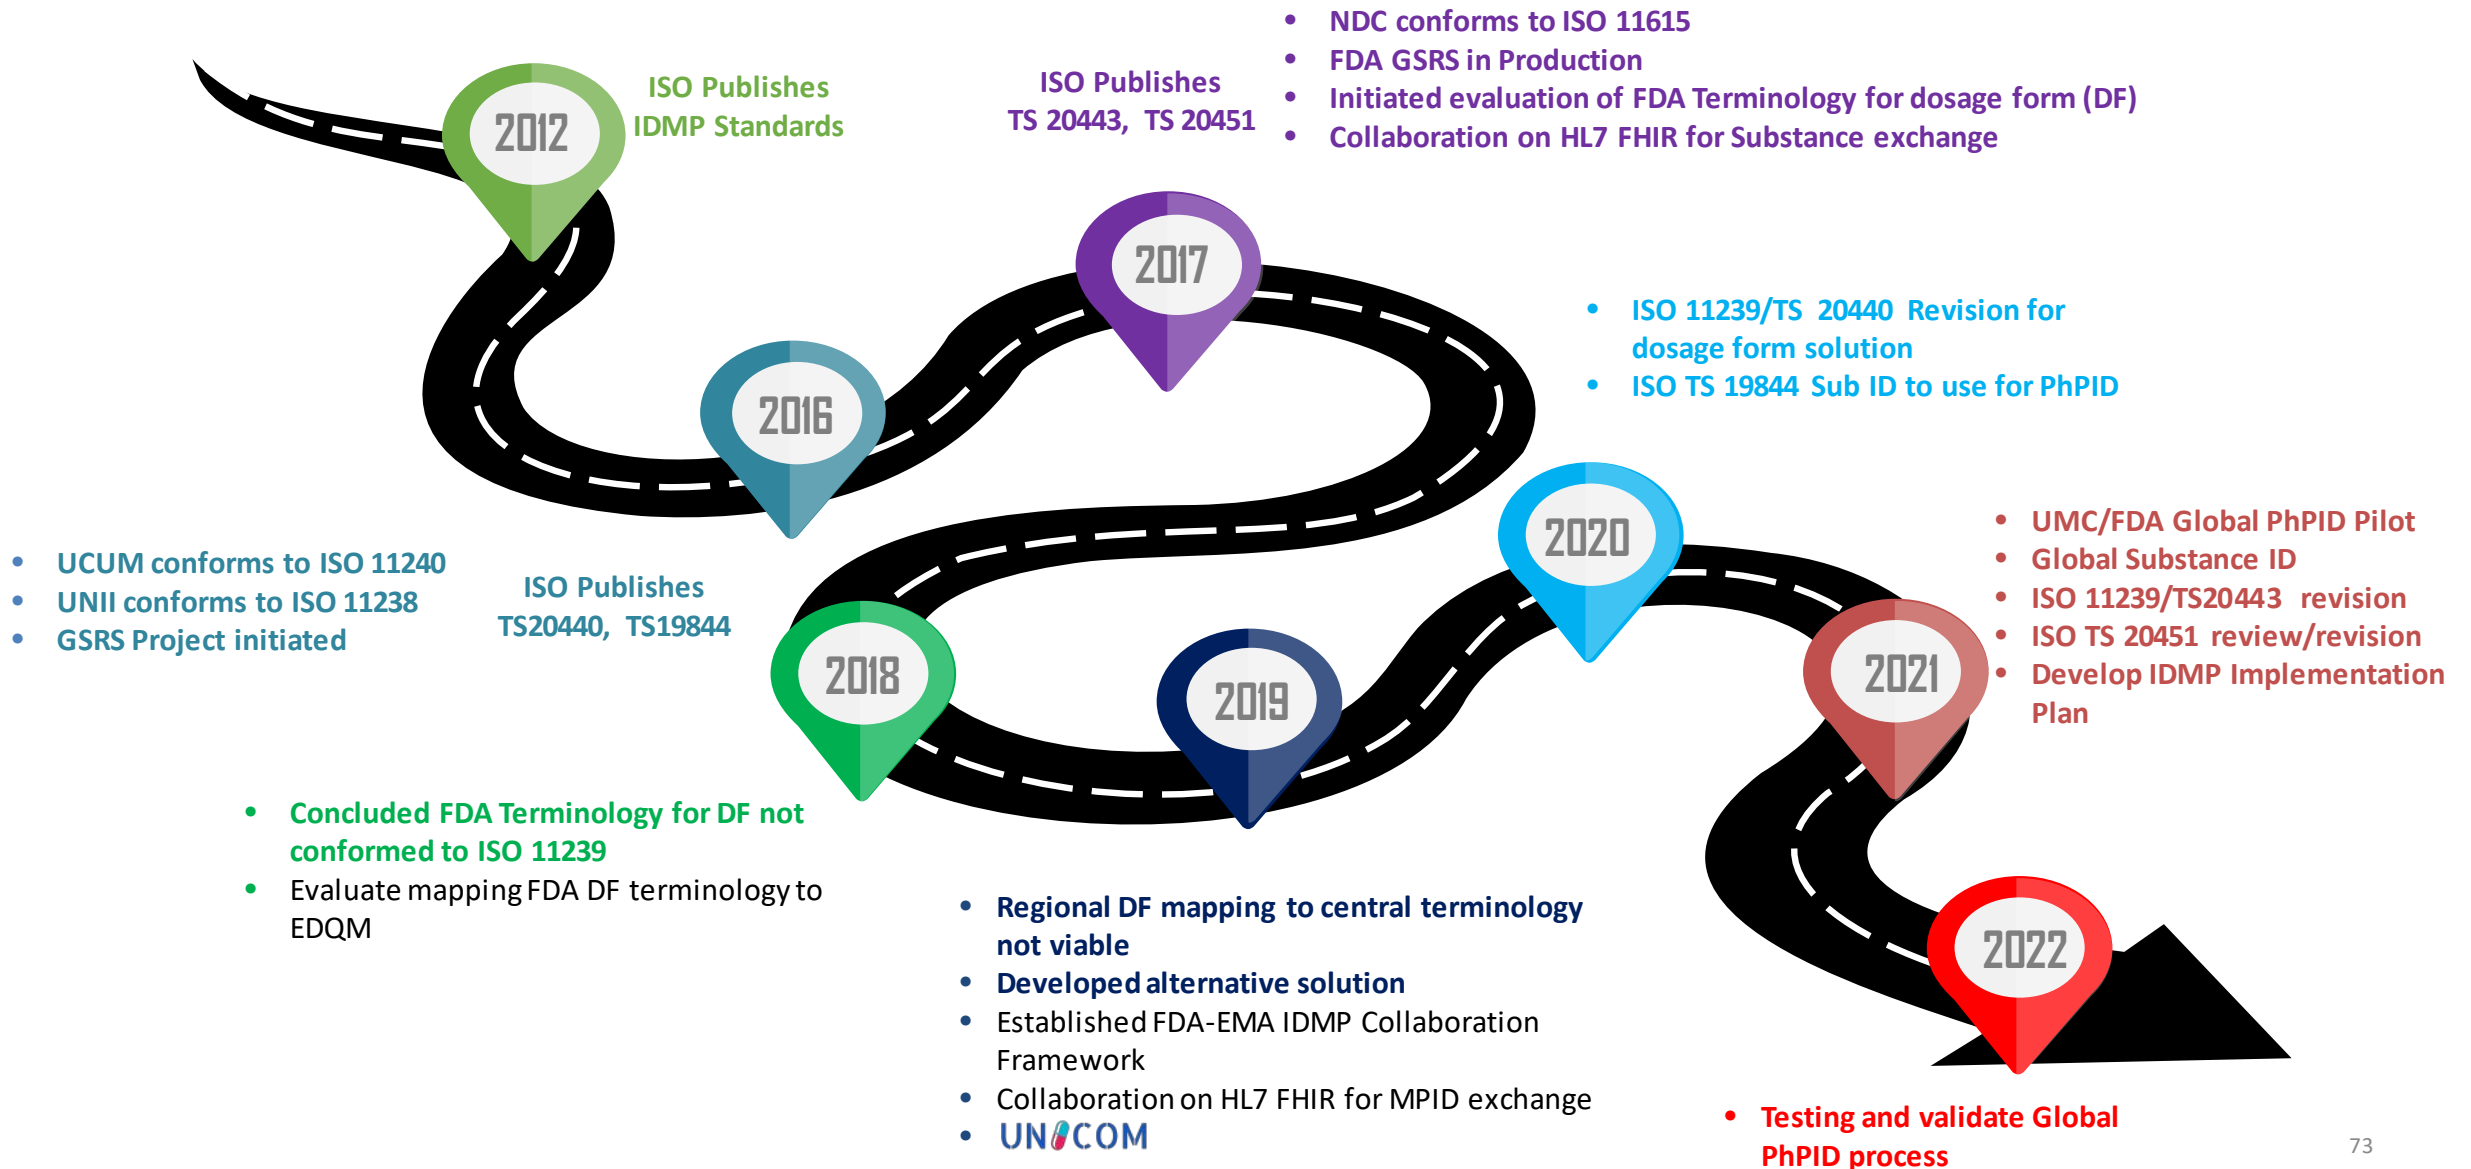 2012
ISO Publishes
IDMP Standards
2016
• UCUM conforms to ISO 11240
• UNII conforms to ISO 11238
• GSRS Project initiated
ISO Publishes
TS20440, TS19844
2017
ISO Publishes
TS 20443, TS 20451
• NDC conforms to ISO 11615
• FDA GSRS in Production
• Initiated evaluation of FDA Terminology for dosage form (DF)
• Collaboration on HL7 FHIR for Substance exchange
2018
• Concluded FDA Terminology for DF not
conformed to ISO 11239
• Evaluate mapping FDA DF terminology to
EDQM
2019
• Regional DF mapping to central terminology
not viable
• Developed alternative solution
• Established FDA-EMA IDMP Collaboration
Framework
• Collaboration on HL7 FHIR for MPID exchange
• UNICOM
2020
• ISO 11239/TS 20440 Revision for
dosage form solution
• ISO TS 19844 Sub ID to use for PhPID
2021
• UMC/FDA Global PhPID Pilot
• Global Substance ID
• ISO 11239/TS20443 revision
• ISO TS 20451 review/revision
• Develop IDMP Implementation
Plan
2022
• Testing and validate Global
PhPID process
73